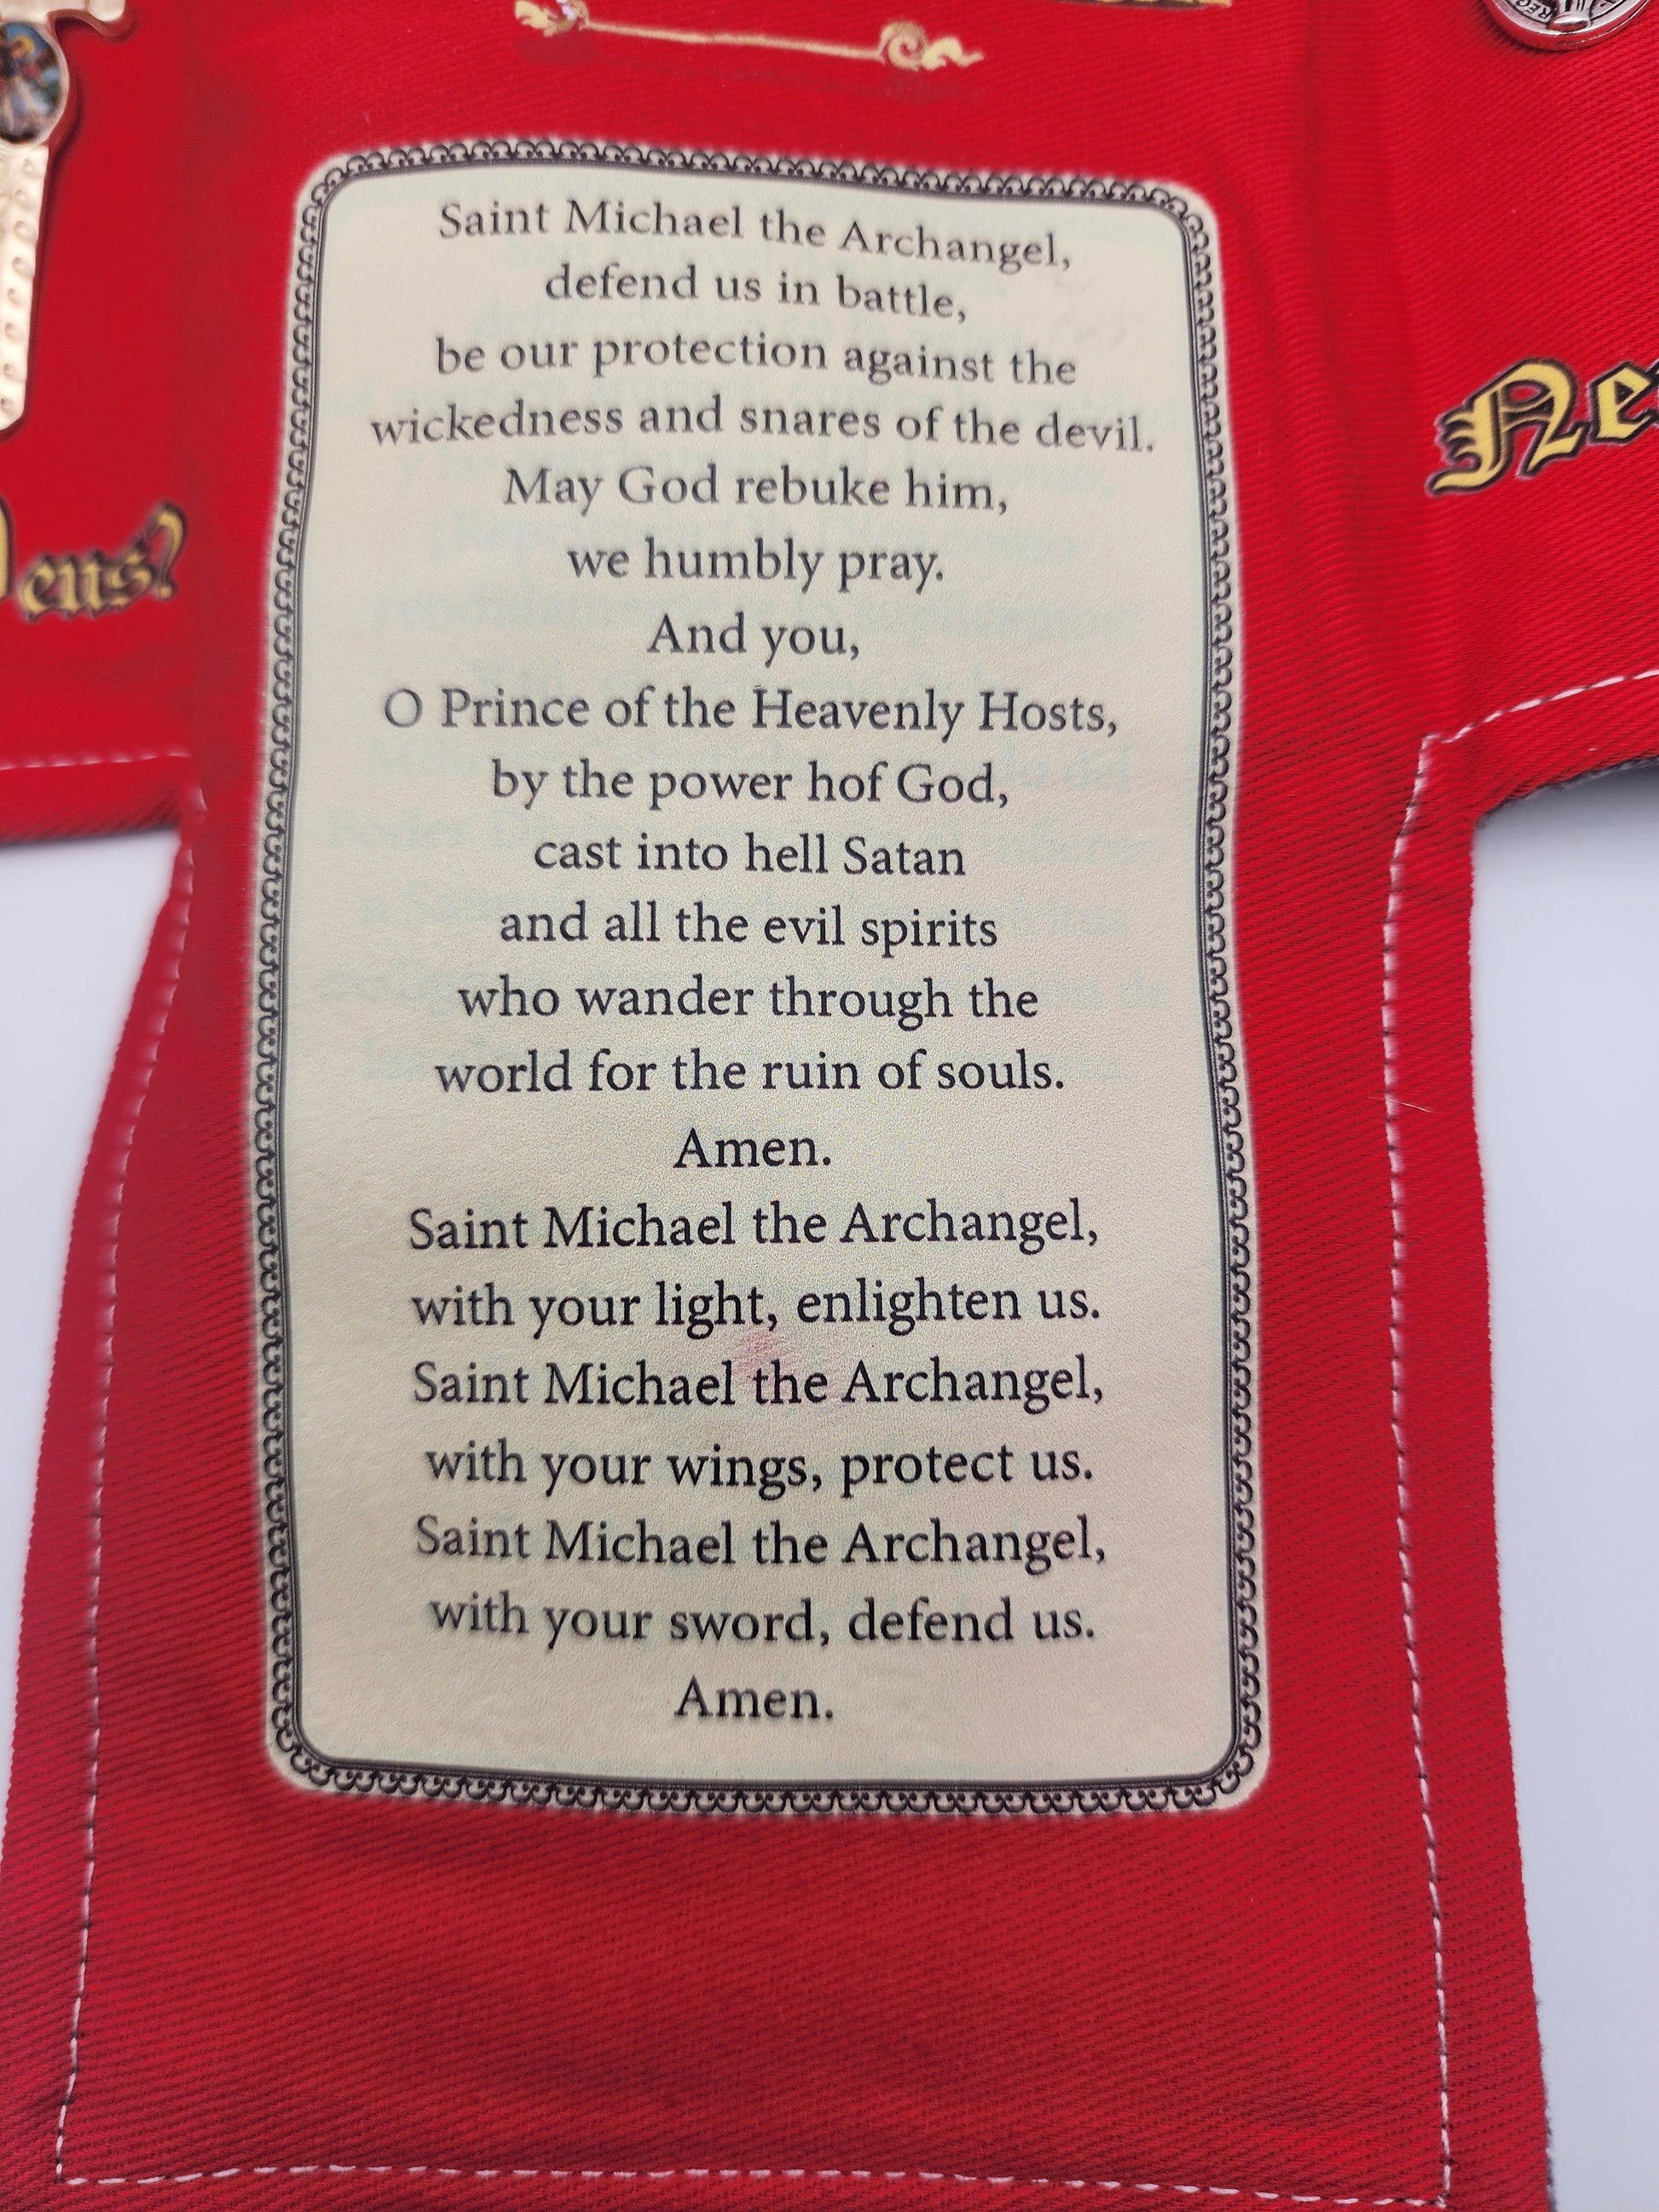 Saint Michael the Archangel,
defend us in battle,
be our protection against the
wickedness and snares of the devil.
May God rebuke him,
we humbly pray.
And you,
O Prince of the Heavenly Hosts,
by the power hof God,
cast into hell Satan
and all the evil spirits
who wander through the
world for the ruin of souls.
Amen.
Saint Michael the Archangel,
with your light, enlighten us.
Saint Michael the Archangel,
with your wings, protect us.
Saint Michael the Archangel,
with your sword, defend us.
Amen.
Deus?
Ne